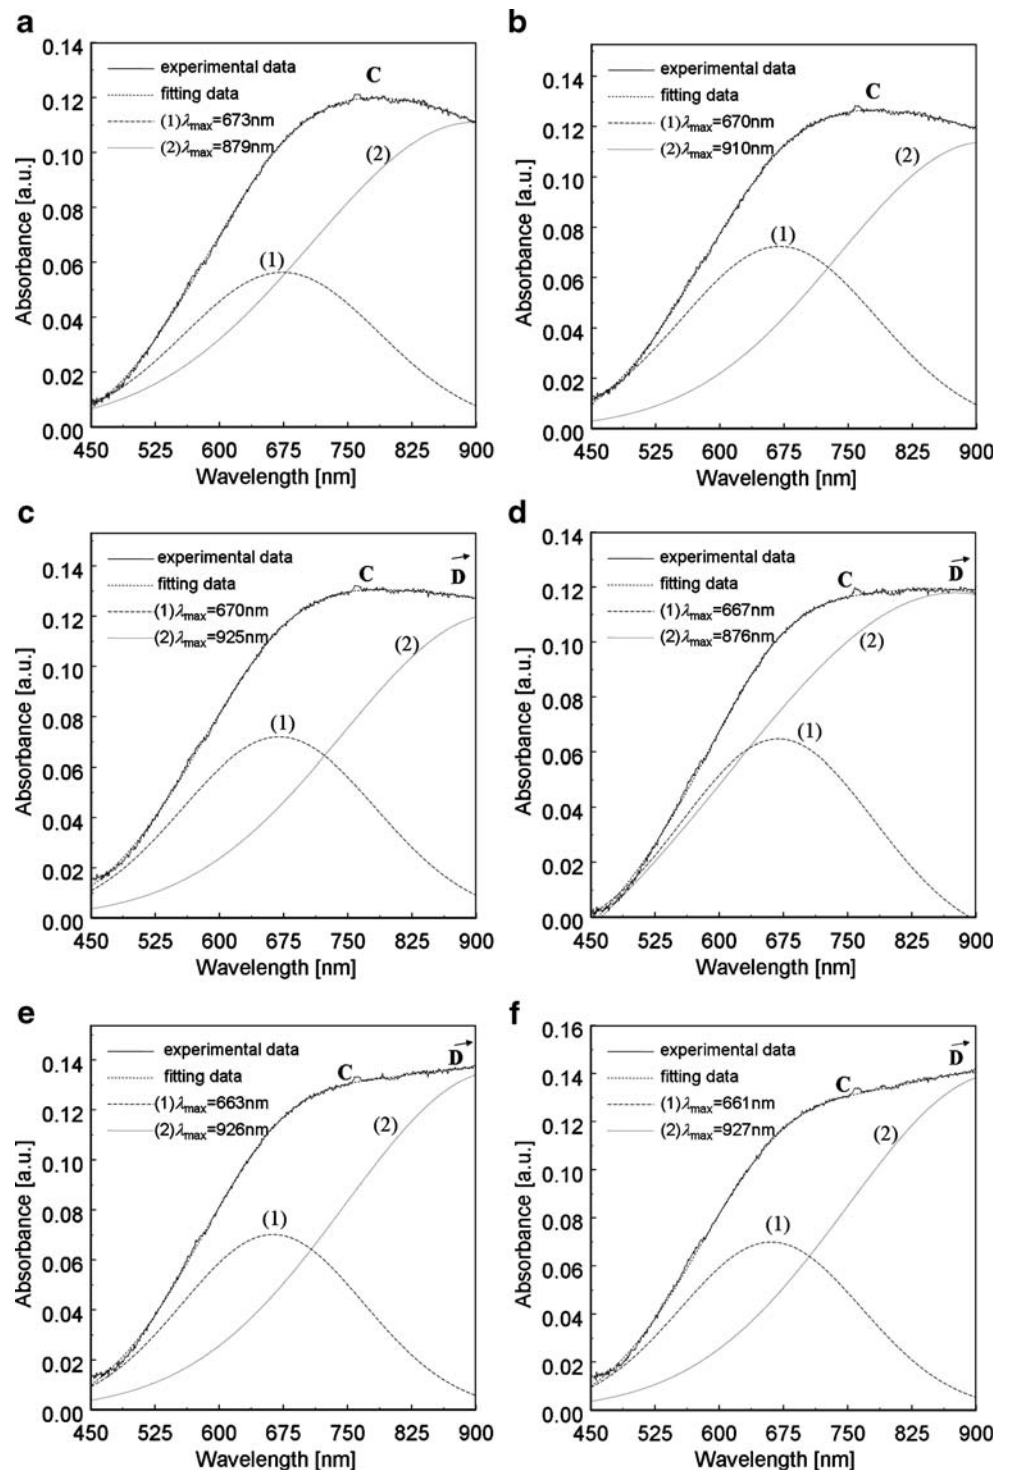 a
0.14
0.12
0.10
0.08
0.06
0.04
0.02
0.00
Absorbance [a.u.]
experimental data
fitting data
(1)λmax=673nm
(2)λmax=879nm
C
(2)
(1)
450 525 600 675 750 825 900
Wavelength [nm]
b
0.14
0.12
0.10
0.08
0.06
0.04
0.02
0.00
Absorbance [a.u.]
experimental data
fitting data
(1)λmax=670nm
(2)λmax=910nm
C
(2)
(1)
450 525 600 675 750 825 900
Wavelength [nm]
c
0.14
0.12
0.10
0.08
0.06
0.04
0.02
0.00
Absorbance [a.u.]
experimental data
fitting data
(1)λmax=670nm
(2)λmax=925nm
C
D
(2)
(1)
450 525 600 675 750 825 900
Wavelength [nm]
d
0.14
0.12
0.10
0.08
0.06
0.04
0.02
0.00
Absorbance [a.u.]
experimental data
fitting data
(1)λmax=667nm
(2)λmax=876nm
C
D
(2)
(1)
450 525 600 675 750 825 900
Wavelength [nm]
e
0.14
0.12
0.10
0.08
0.06
0.04
0.02
0.00
Absorbance [a.u.]
experimental data
fitting data
(1)λmax=663nm
(2)λmax=926nm
C
D
(2)
(1)
450 525 600 675 750 825 900
Wavelength [nm]
f
0.16
0.14
0.12
0.10
0.08
0.06
0.04
0.02
0.00
Absorbance [a.u.]
experimental data
fitting data
(1)λmax=661nm
(2)λmax=927nm
C
D
(2)
(1)
450 525 600 675 750 825 900
Wavelength [nm]